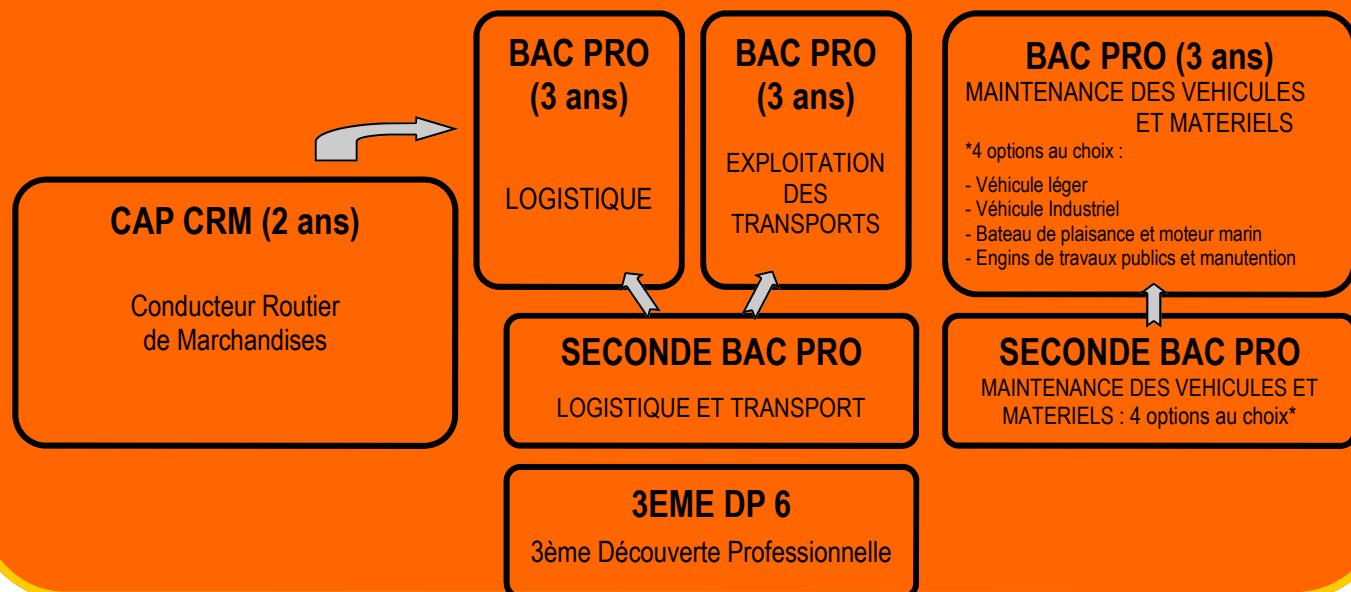 BAC PRO
(3 ans)
LOGISTIQUE
BAC PRO
(3 ans)
EXPLOITATION
DES
TRANSPORTS
BAC PRO (3 ans)
MAINTENANCE DES VEHICULES
ET MATERIELS
*4 options au choix :
- Véhicule léger
- Véhicule Industriel
- Bateau de plaisance et moteur marin
- Engins de travaux publics et manutention
CAP CRM (2 ans)
Conducteur Routier
de Marchandises
SECONDE BAC PRO
LOGISTIQUE ET TRANSPORT
SECONDE BAC PRO
MAINTENANCE DES VEHICULES ET
MATERIELS : 4 options au choix*
3EME DP 6
3ème Découverte Professionnelle